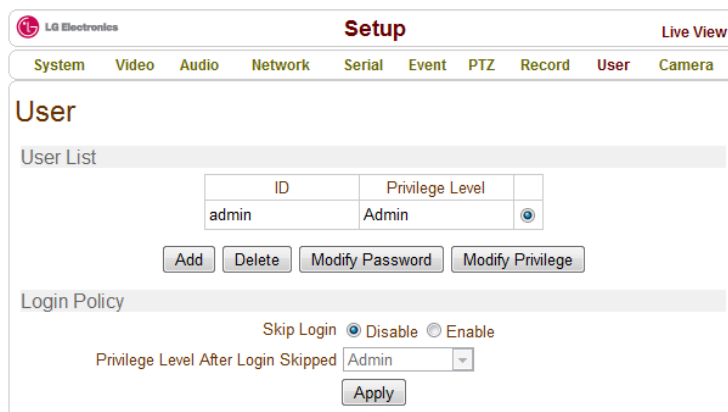 LG Electronics Setup Live View
System Video Audio Network Serial Event PTZ Record User Camera
User
User List
ID Privilege Level
admin Admin
Add Delete Modify Password Modify Privilege
Login Policy
Skip Login Disable Enable
Privilege Level After Login Skipped Admin
Apply